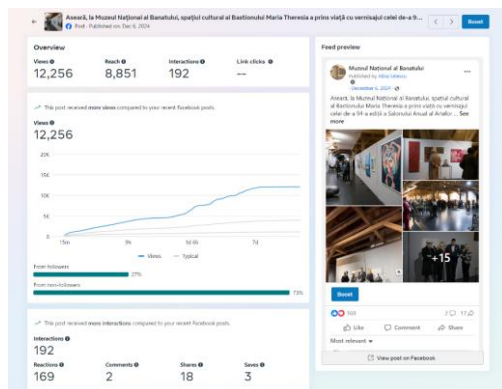 Aseară, la Muzeul Național al Banatului, spațiul cultural al Bastionului Maria Theresia a prins viață cu vernisajul celui de-a 9...
Post · Published on Dec 6, 2024
Boost
Overview
Views Reach Interactions Link clicks
12,256 8,851 192 --
This post received more views compared to your recent Facebook posts.
Views
12,256
20K
15K
10K
5K
0
15m 9h 1d 6h 7d
Views Typical
From followers
27%
From non-followers
73%
This post received more interactions compared to your recent Facebook posts.
Interactions
192
Reactions Comments Shares Saves
169 2 18 3
Feed preview
Muzeul Național al Banatului
Published by
December 6, 2024
Aseară, la Muzeul Național al Banatului, spațiul cultural
al Bastionului Maria Theresia a prins viață cu vernisajul
celui de-a 59-a ediții a Salonului Anual al Artelor ... See
more
+15
Boost
169 2 17
Like Comment Share
Most relevant
View post on Facebook